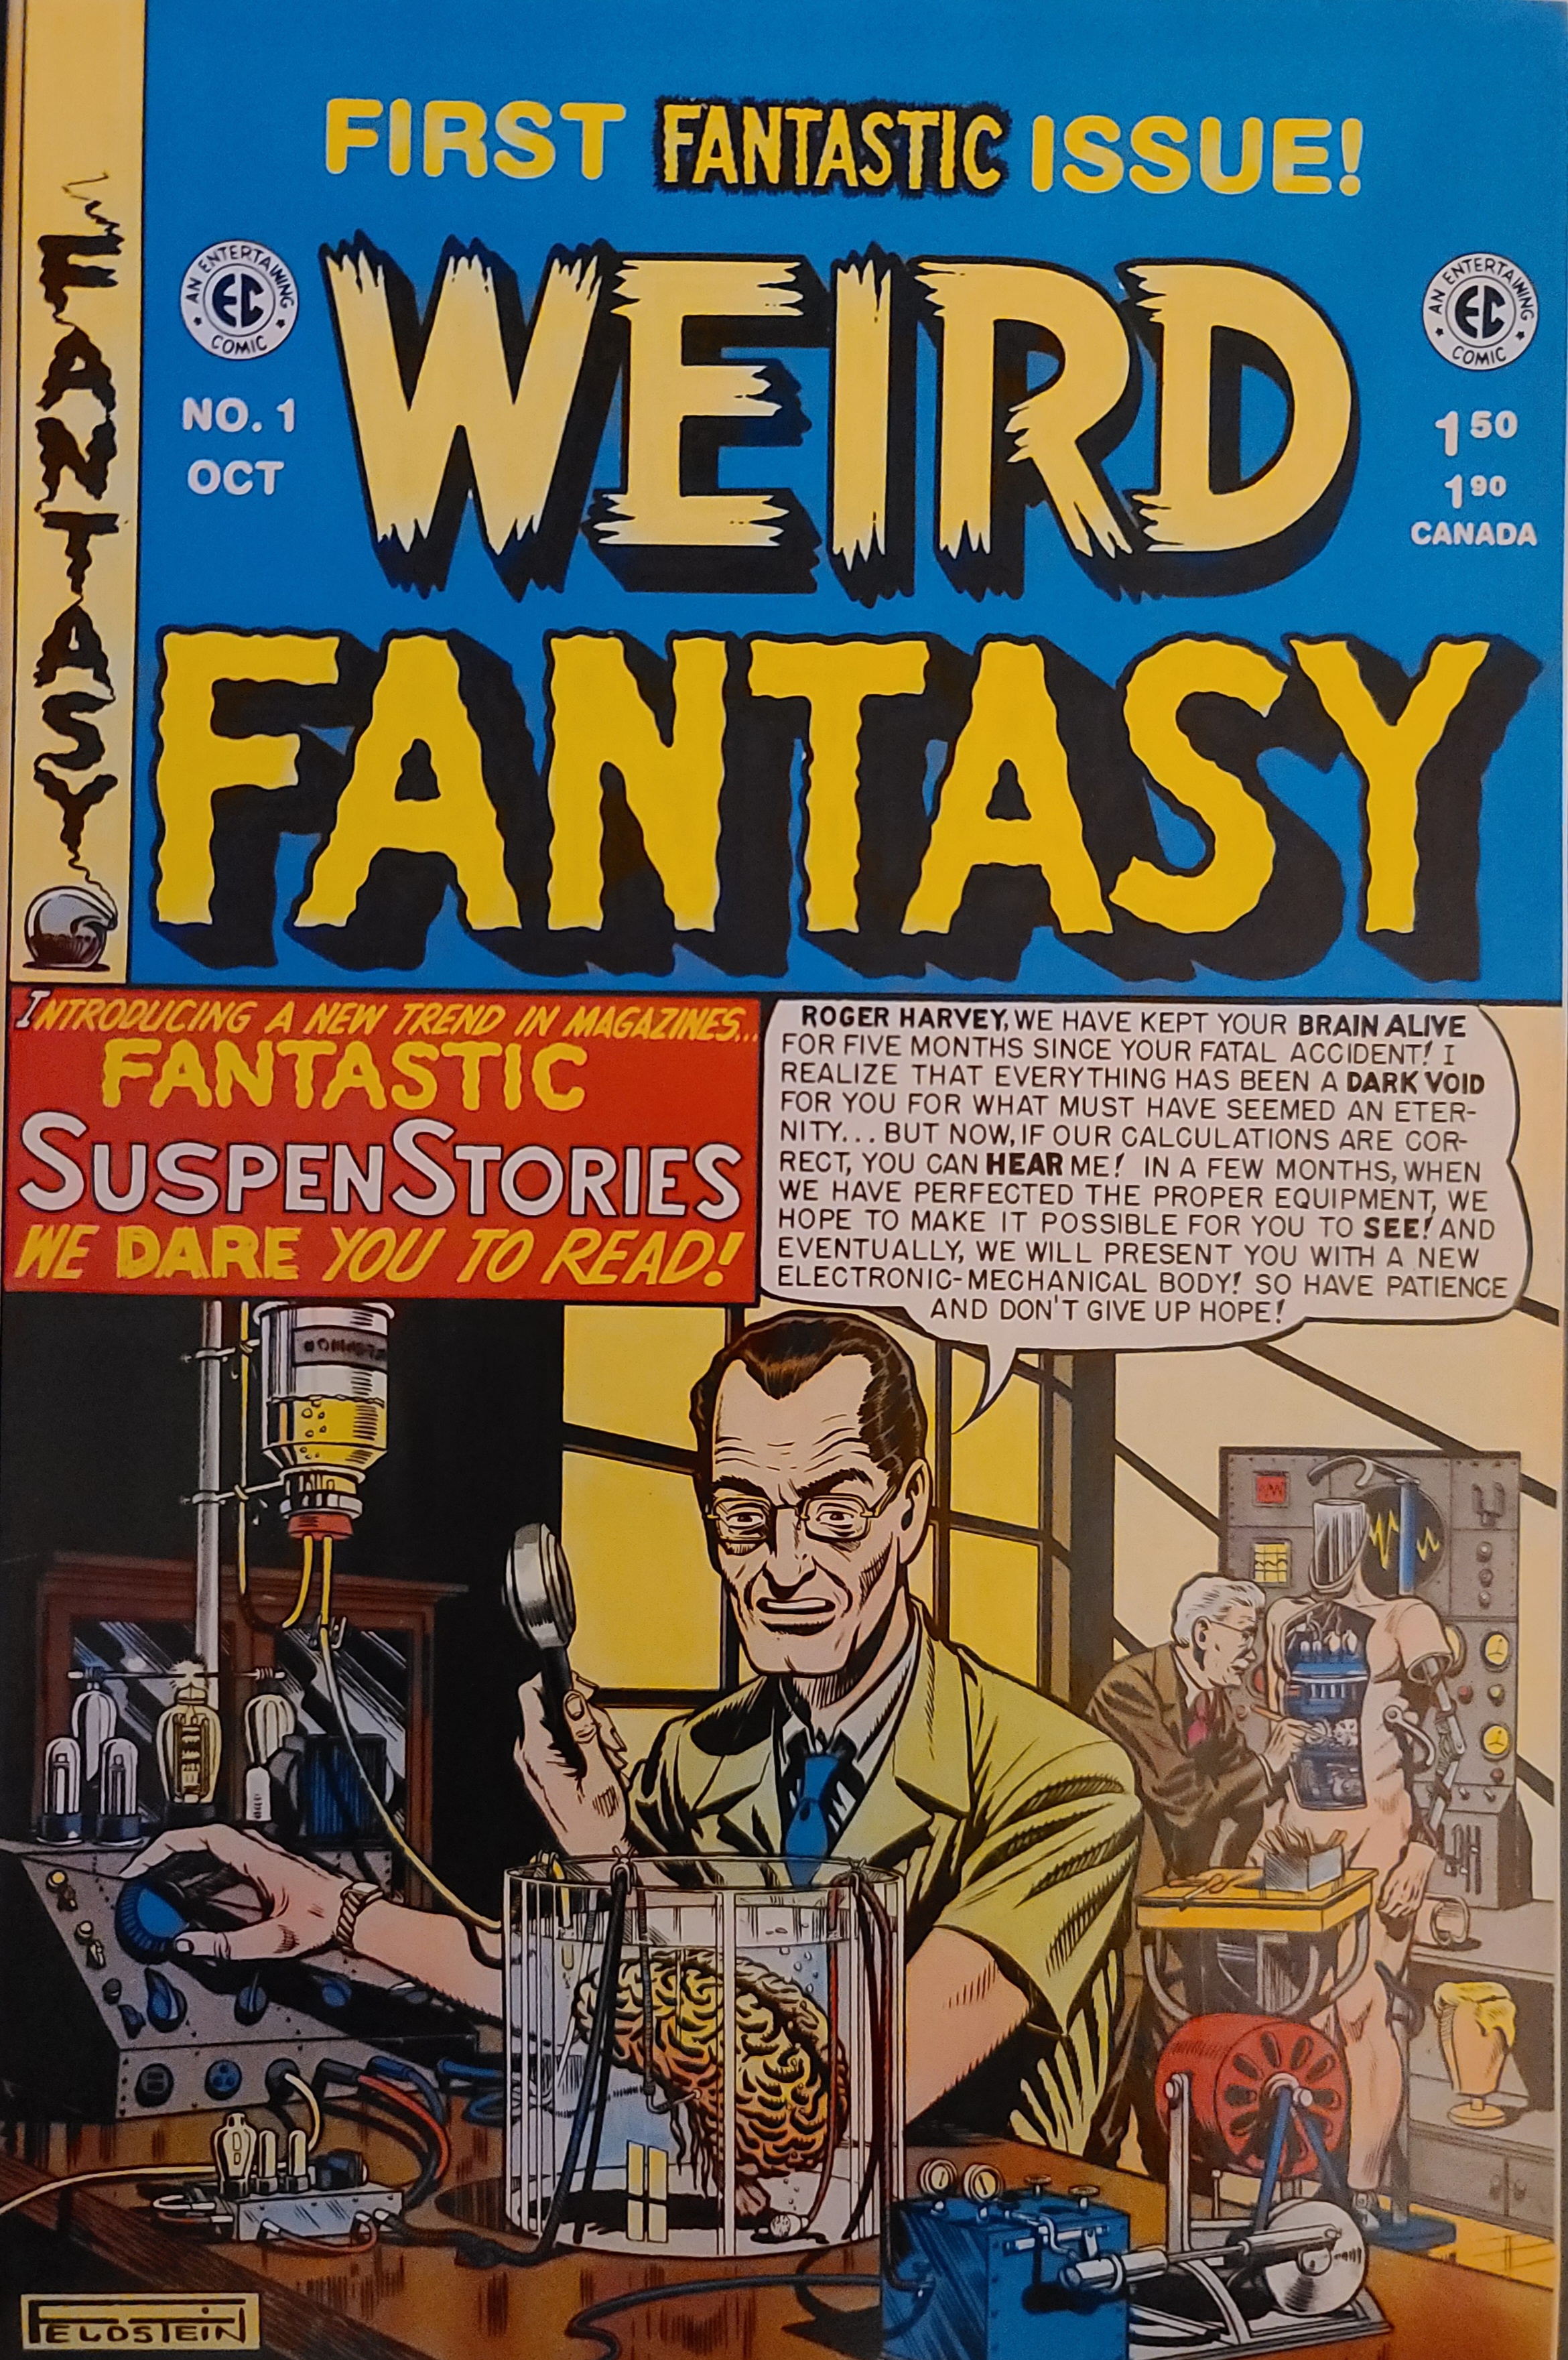 FIRST FANTASTIC ISSUE!
FANTASY
AN ENTERTAINING
EC
COMIC
NO. 1
OCT
WEIRD
FANTASY
AN ENTERTAINING
EC
COMIC
1 50
1 90
CANADA
INTRODUCING A NEW TREND IN MAGAZINES...
FANTASTIC
SUSPENSTORIES
WE DARE YOU TO READ!
ROGER HARVEY, WE HAVE KEPT YOUR BRAIN ALIVE
FOR FIVE MONTHS SINCE YOUR FATAL ACCIDENT! I
REALIZE THAT EVERYTHING HAS BEEN A DARK VOID
FOR YOU FOR WHAT MUST HAVE SEEMED AN ETER-
NITY... BUT NOW, IF OUR CALCULATIONS ARE COR-
RECT, YOU CAN HEAR ME! IN A FEW MONTHS, WHEN
WE HAVE PERFECTED THE PROPER EQUIPMENT, WE
HOPE TO MAKE IT POSSIBLE FOR YOU TO SEE! AND
EVENTUALLY, WE WILL PRESENT YOU WITH A NEW
ELECTRONIC-MECHANICAL BODY! SO HAVE PATIENCE
AND DON'T GIVE UP HOPE!
FELDSTEIN